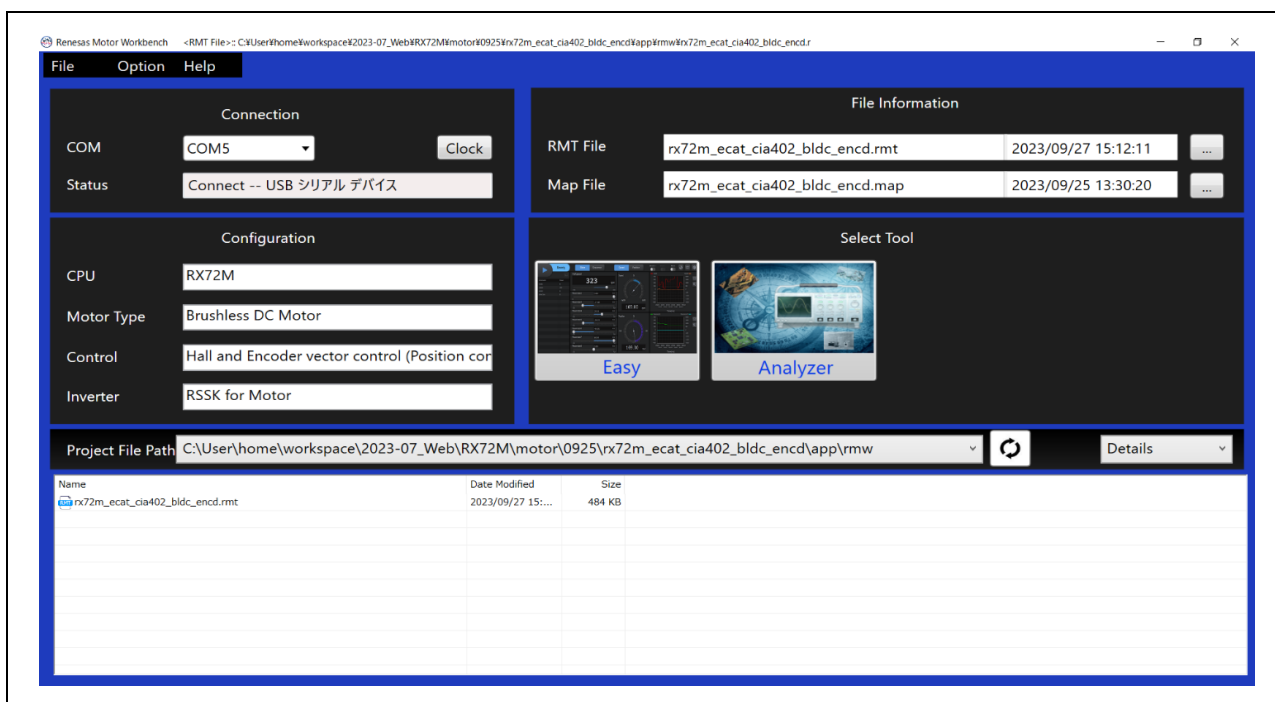 Renesas Motor Workbench <RMT File>:: C:¥User¥home¥workspace¥2023-07_Web¥RX72M¥motor¥0925¥rx72m_ecat_cia402_bldc_encd¥app¥rmw¥rx72m_ecat_cia402_bldc_encd.r
File Option Help
Connection
COM COM5 Clock
Status Connect -- USB シリアル デバイス
File Information
RMT File rx72m_ecat_cia402_bldc_encd.rmt 2023/09/27 15:12:11 ...
Map File rx72m_ecat_cia402_bldc_encd.map 2023/09/25 13:30:20 ...
Configuration
CPU RX72M
Motor Type Brushless DC Motor
Control Hall and Encoder vector control (Position con
Inverter RSSK for Motor
Select Tool
323
Easy
Analyzer
Project File Path C:\User\home\workspace\2023-07_Web\RX72M\motor\0925\rx72m_ecat_cia402_bldc_encd\app\rmw Details
Name Date Modified Size
rx72m_ecat_cia402_bldc_encd.rmt 2023/09/27 15:... 484 KB